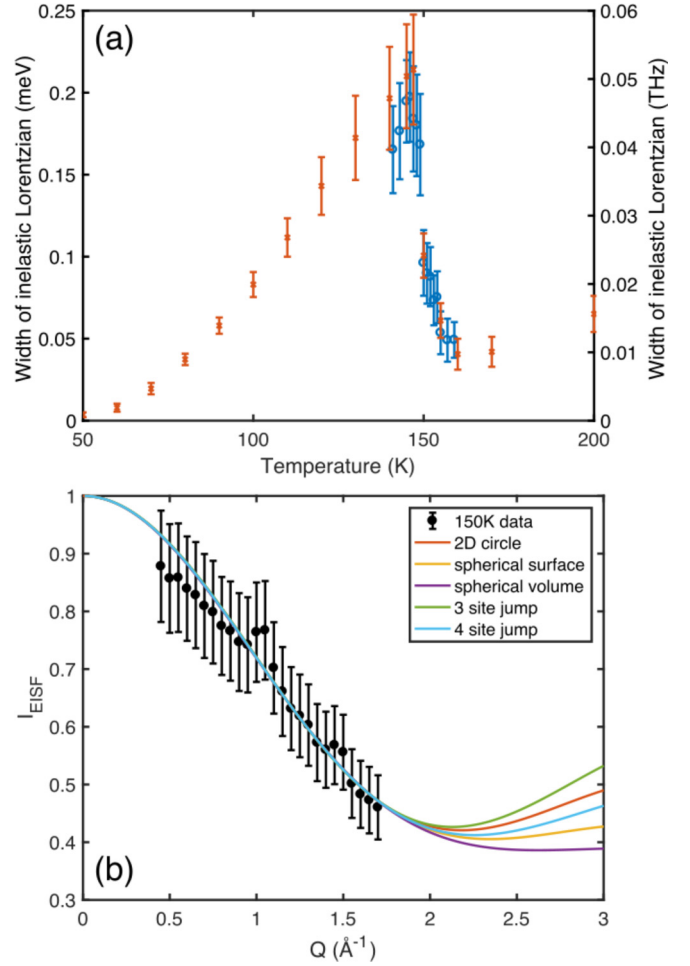 (a)
0.25
0.2
0.15
0.1
0.05
0
Width of inelastic Lorentzian (meV)
0.06
0.05
0.04
0.03
0.02
0.01
0
Width of inelastic Lorentzian (THz)
50 100 150 200
Temperature (K)
1
0.9
0.8
0.7
0.6
0.5
0.4
0.3
I_EISF
150K data
2D circle
spherical surface
spherical volume
3 site jump
4 site jump
(b)
0 0.5 1 1.5 2 2.5 3
Q (Å⁻¹)